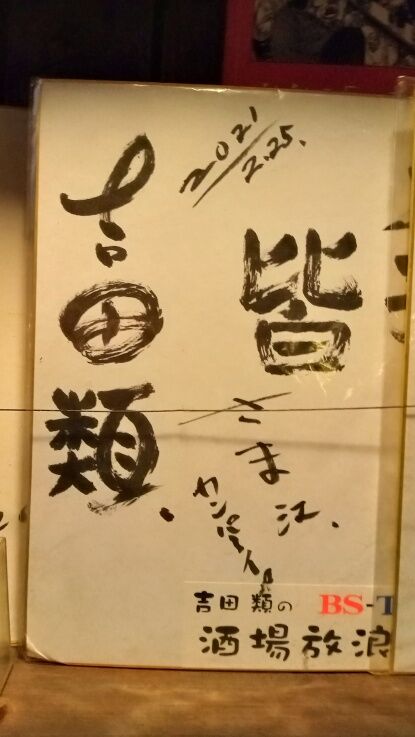 2021/2.25.
皆
さま江、
カンパーイ!
吉田類.
吉田類の
BS-T
酒場放浪